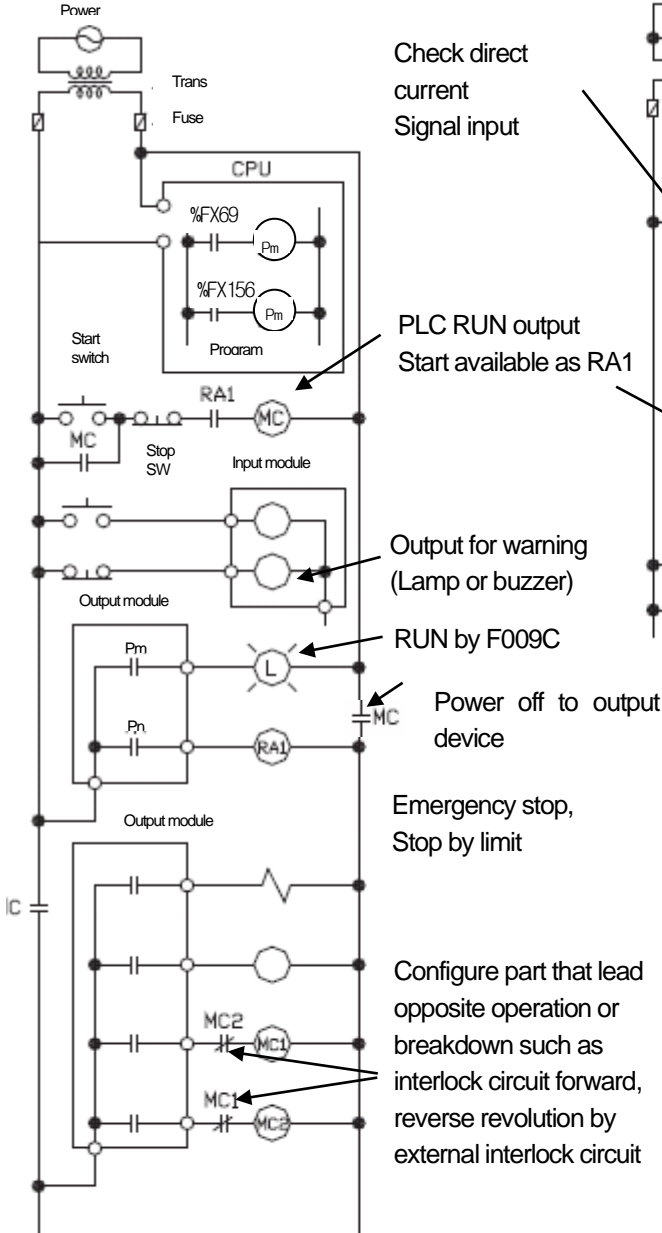 Power
Trans
Fuse
Check direct
current
Signal input
CPU
%FX69
Pm
%FX156
Pm
Program
Start
switch
PLC RUN output
Start available as RA1
RA1
MC
MC
Stop
SW
Input module
Output for warning
(Lamp or buzzer)
Output module
RUN by F009C
Pm
L
Power off to output
device
MC
Pn
RA1
Emergency stop,
Stop by limit
Output module
Configure part that lead
opposite operation or
breakdown such as
interlock circuit forward,
reverse revolution by
external interlock circuit
MC2
MC1
MC1
MC2